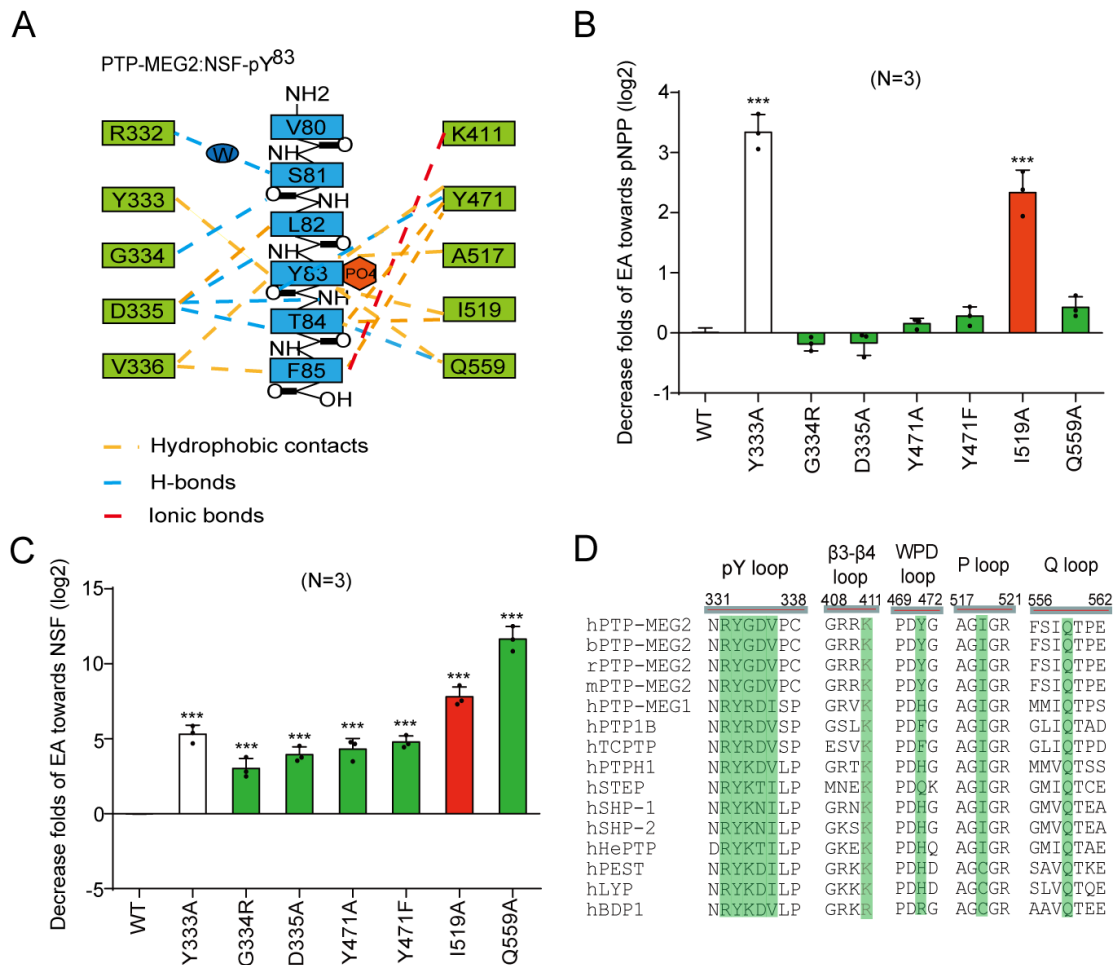 A
PTP-MEG2:NSF-pY83
NH2
R332
V80
K411
NH
W
S81
Y333
NH
Y471
L82
G334
NH
A517
Y83
PO4
D335
NH
I519
T84
V336
NH
Q559
F85
OH
Hydrophobic contacts
H-bonds
Ionic bonds
B
(N=3)
Decrease folds of EA towards pNPP (log2)
4
3
2
1
0
-1
***
***
WT
Y333A
G334R
D335A
Y471A
Y471F
I519A
Q559A
C
(N=3)
Decrease folds of EA towards NSF (log2)
15
10
5
0
-5
***
***
***
***
***
***
***
WT
Y333A
G334R
D335A
Y471A
Y471F
I519A
Q559A
D
pY loop β3-β4 loop WPD loop P loop Q loop
331 338 408 411 469 472 517 521 556 562
hPTP-MEG2 NRYGDVPC GRRK PDYG AGIGR FSIQTPE
bPTP-MEG2 NRYGDVPC GRRK PDYG AGIGR FSIQTPE
rPTP-MEG2 NRYGDVPC GRRK PDYG AGIGR FSIQTPE
mPTP-MEG2 NRYGDVPC GRRK PDYG AGIGR FSIQTPE
hPTP-MEG1 NRYRDISP GRVK PDHG AGIGR MMIQTPS
hPTP1B NRYRDVSP GSLK PDFG AGIGR GLIQTAD
hTCPTP NRYRDVSP ESVK PDFG AGIGR GLIQTPD
hPTPH1 NRYKDVLP GRTK PDHG AGIGR MMVQTSS
hSTEP NRYKTILP MNEK PDQK AGIGR GMIQTCE
hSHP-1 NRYKNILP GRNK PDHG AGIGR GMVQTEA
hSHP-2 NRYKNILP GKSK PDHG AGIGR GMVQTEA
hHePTP DRYKTILP GKEK PDHQ AGIGR GMIQTAE
hPEST NRYKDILP GKKK PDHD AGCGR SAVQTKE
hLYP NRYKDILP GKKK PDHD AGCGR SLVQTQE
hBDP1 NRYKDVLP GRKR PDRG AGCGR AAVQTEE